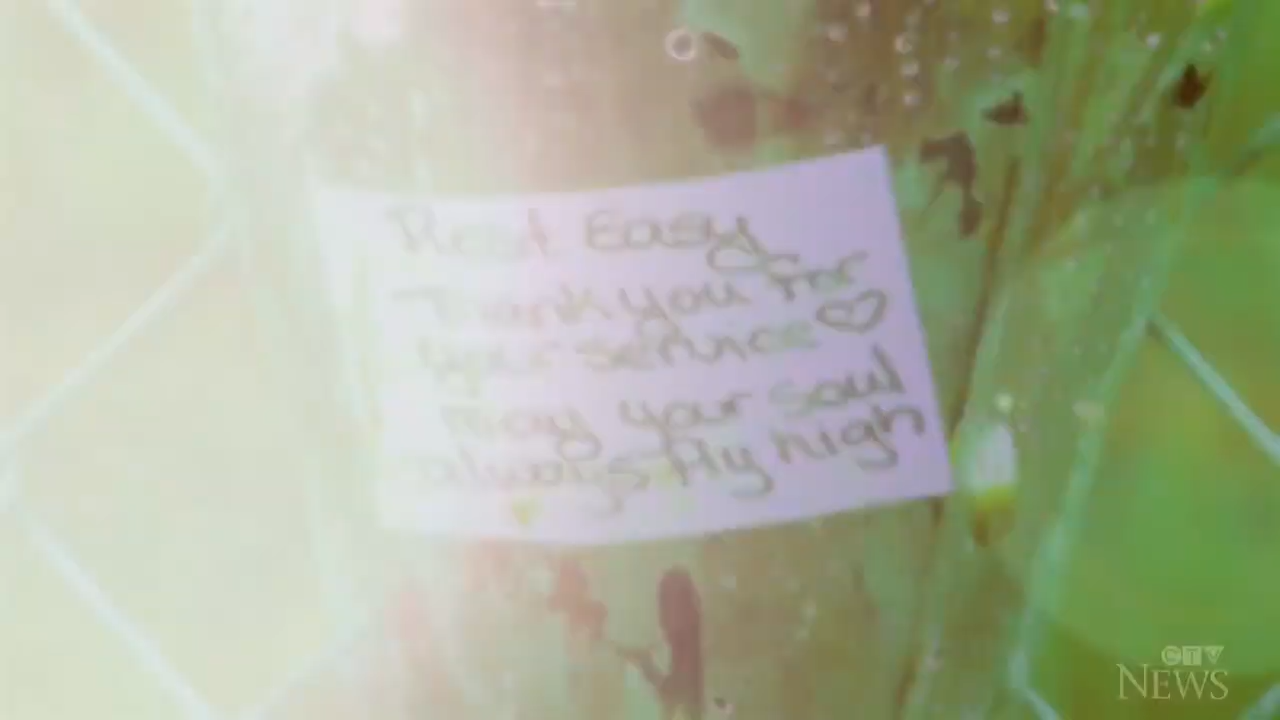 Rest Easy
Thank you for
your service ♡
may your soul
always fly high
CTV
NEWS